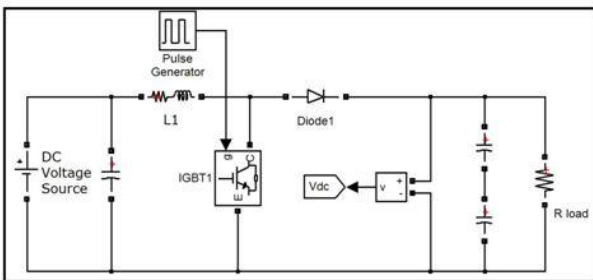 Pulse
Generator
L1
Diode1
DC
Voltage
Source
+
g
C
IGBT1
E
Vdc
v
+
-
R load